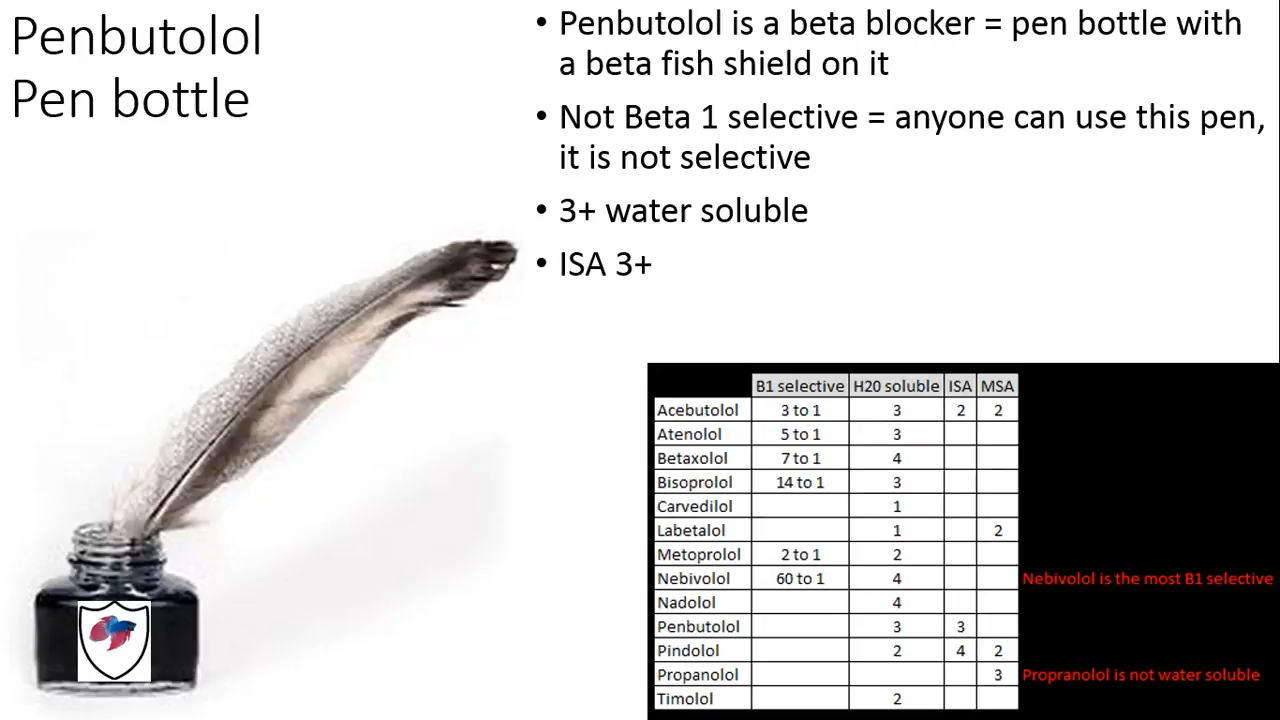 Penbutolol
Pen bottle
• Penbutolol is a beta blocker = pen bottle with
a beta fish shield on it
• Not Beta 1 selective = anyone can use this pen,
it is not selective
• 3+ water soluble
• ISA 3+
B1 selective H20 soluble ISA MSA
Acebutolol 3 to 1 3 2 2
Atenolol 5 to 1 3
Betaxolol 7 to 1 4
Bisoprolol 14 to 1 3
Carvedilol 1
Labetalol 1 2
Metoprolol 2 to 1 2
Nebivolol 60 to 1 4 Nebivolol is the most B1 selective
Nadolol 4
Penbutolol 3 3
Pindolol 2 4 2
Propanolol 3 Propranolol is not water soluble
Timolol 2